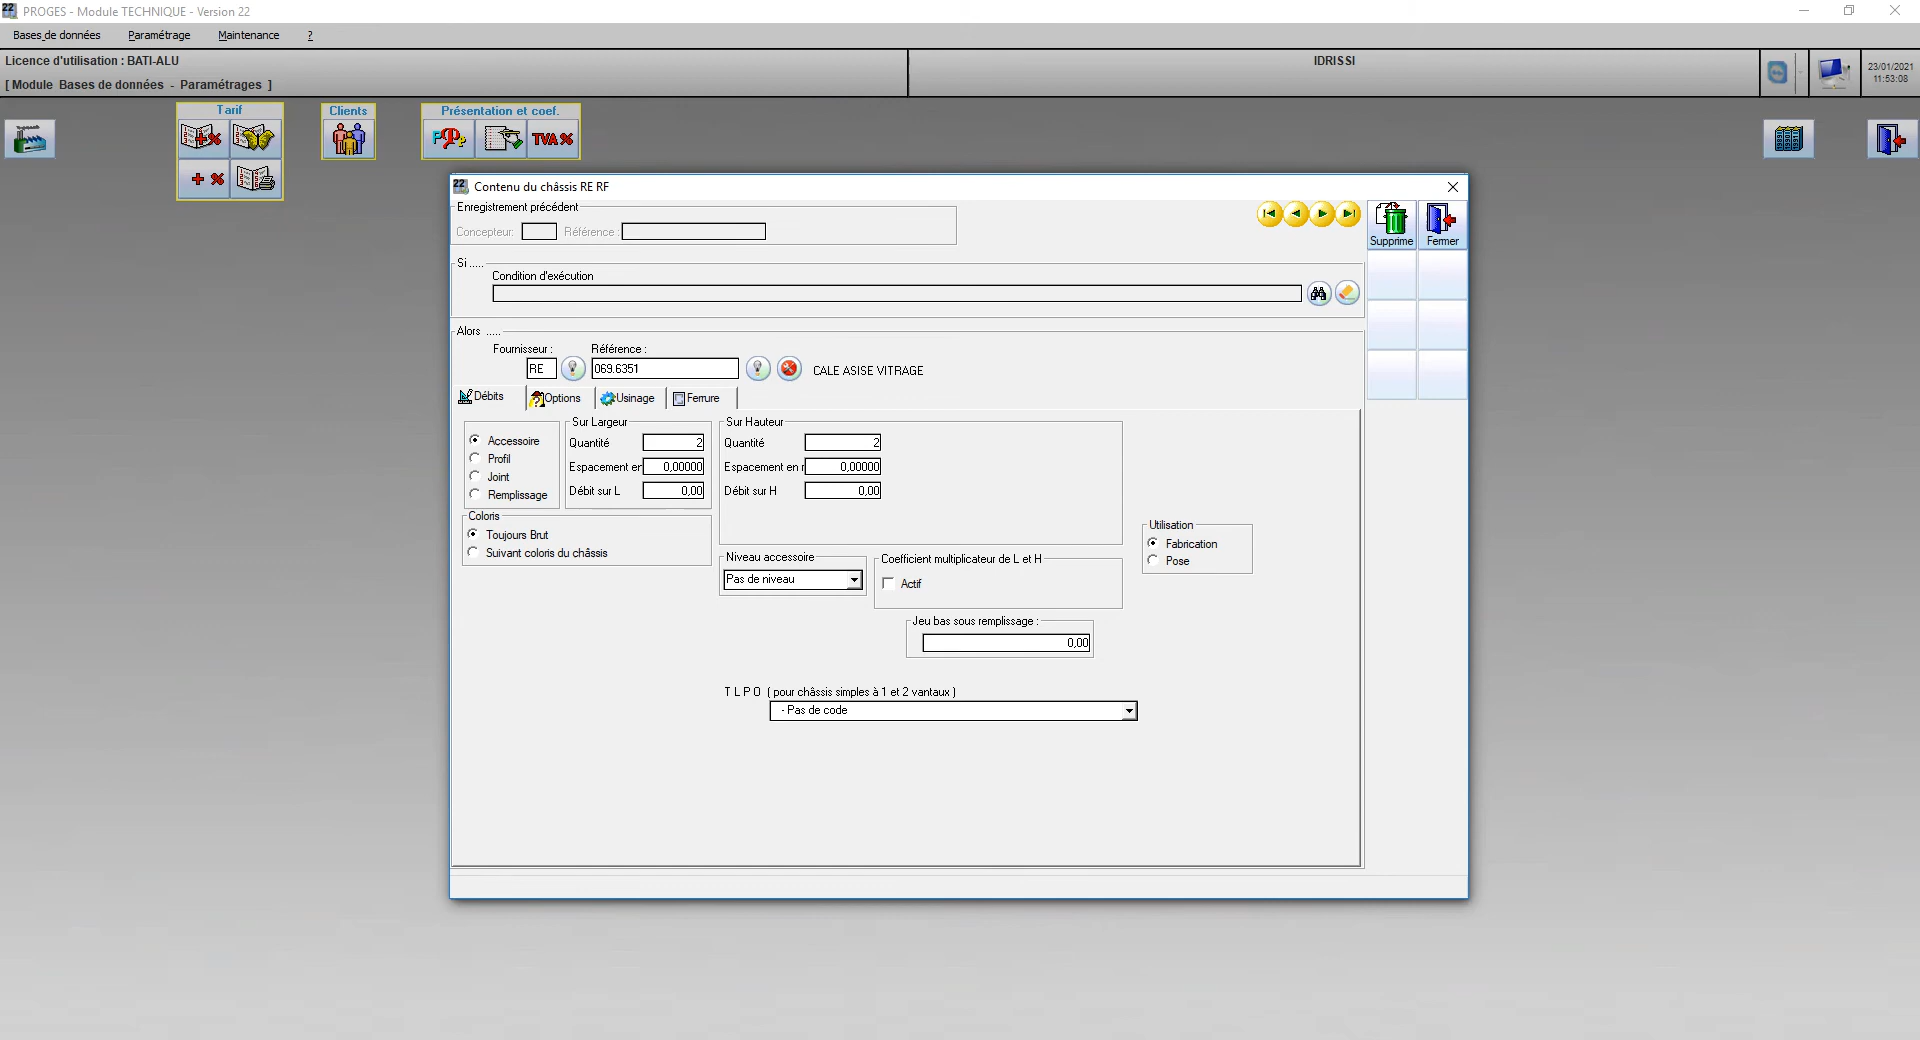 PROGES - Module TECHNIQUE - Version 22
Bases de données Paramétrage Maintenance ?
Licence d'utilisation : BATI-ALU
IDRISSI
[ Module Bases de données - Paramétrages ]
23/01/2021
11:53:08
Tarif
Clients
Présentation et coef.
TVA %
22 Contenu du châssis RE RF
Enregistrement précédent
Concepteur: Référence :
Supprime
Fermer
Si .....
Condition d'exécution
Alors .....
Fournisseur : Référence :
RE 069.6351 CALE ASISE VITRAGE
Débits Options Usinage Ferrure
Sur Largeur
Sur Hauteur
Accessoire
Profil
Joint
Remplissage
Quantité 2
Espacement en 0,00000
Débit sur L 0,00
Quantité 2
Espacement en r 0,00000
Débit sur H 0,00
Coloris
Toujours Brut
Suivant coloris du châssis
Utilisation
Fabrication
Pose
Niveau accessoire
Pas de niveau
Coefficient multiplicateur de L et H
Actif
Jeu bas sous remplissage :
0,00
T L P O ( pour châssis simples à 1 et 2 vantaux )
- Pas de code